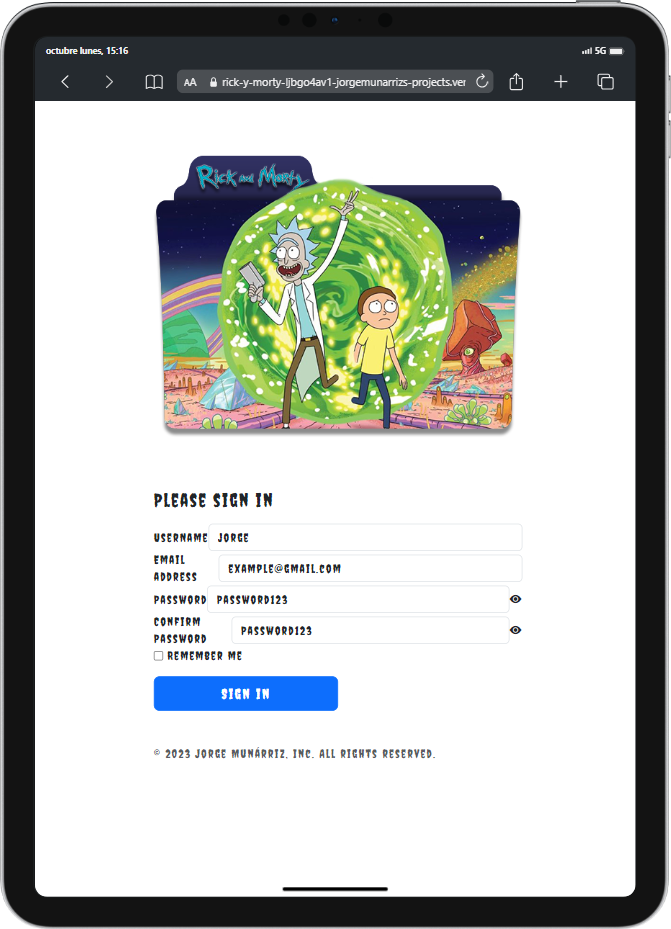 octubre lunes, 15:16
5G
AA
rick-y-morty-ljbgo4av1-jorgemunarrizs-projects.ver
Rick and Morty
PLEASE SIGN IN
USERNAME JORGE
EMAIL
ADDRESS
EXAMPLE@GMAIL.COM
PASSWORD PASSWORD123
CONFIRM
PASSWORD
PASSWORD123
REMEMBER ME
SIGN IN
© 2023 JORGE MUNÁRRIZ, INC. ALL RIGHTS RESERVED.